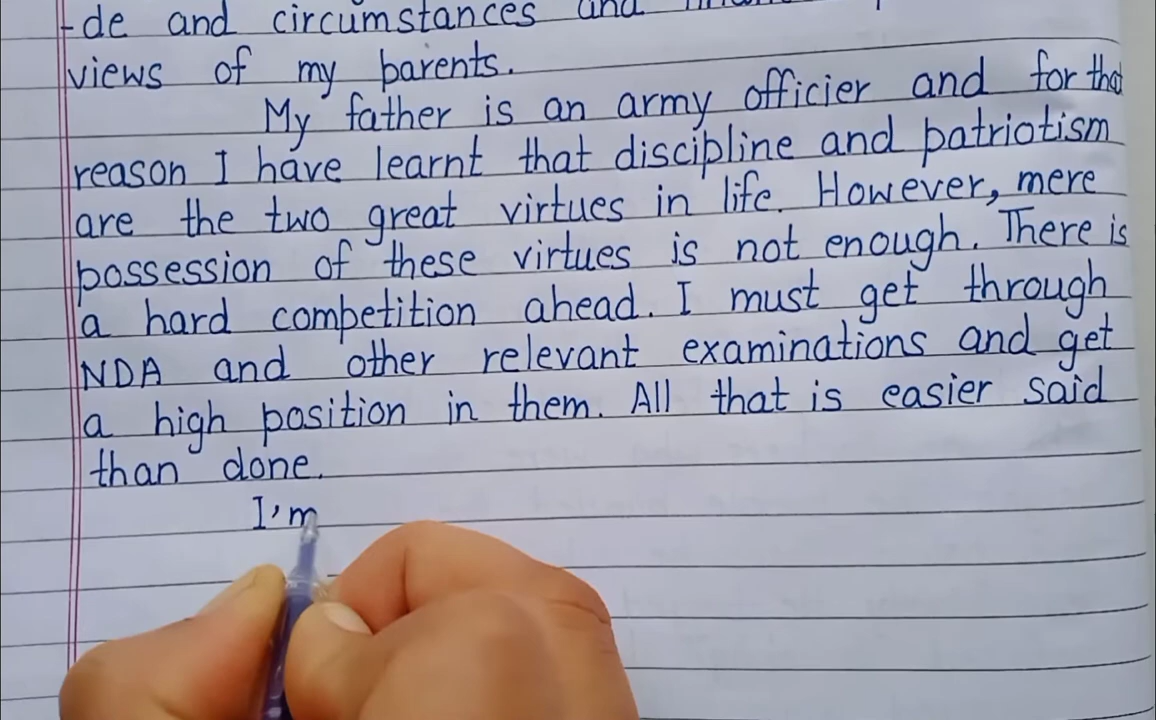 -de and circumstances and
views of my parents.
My father is an army officier and for that
reason I have learnt that discipline and patriotism
are the two great virtues in life. However, mere
possession of these virtues is not enough. There is
a hard competition ahead. I must get through
NDA and other relevant examinations and get
a high position in them. All that is easier said
than done.
I'm